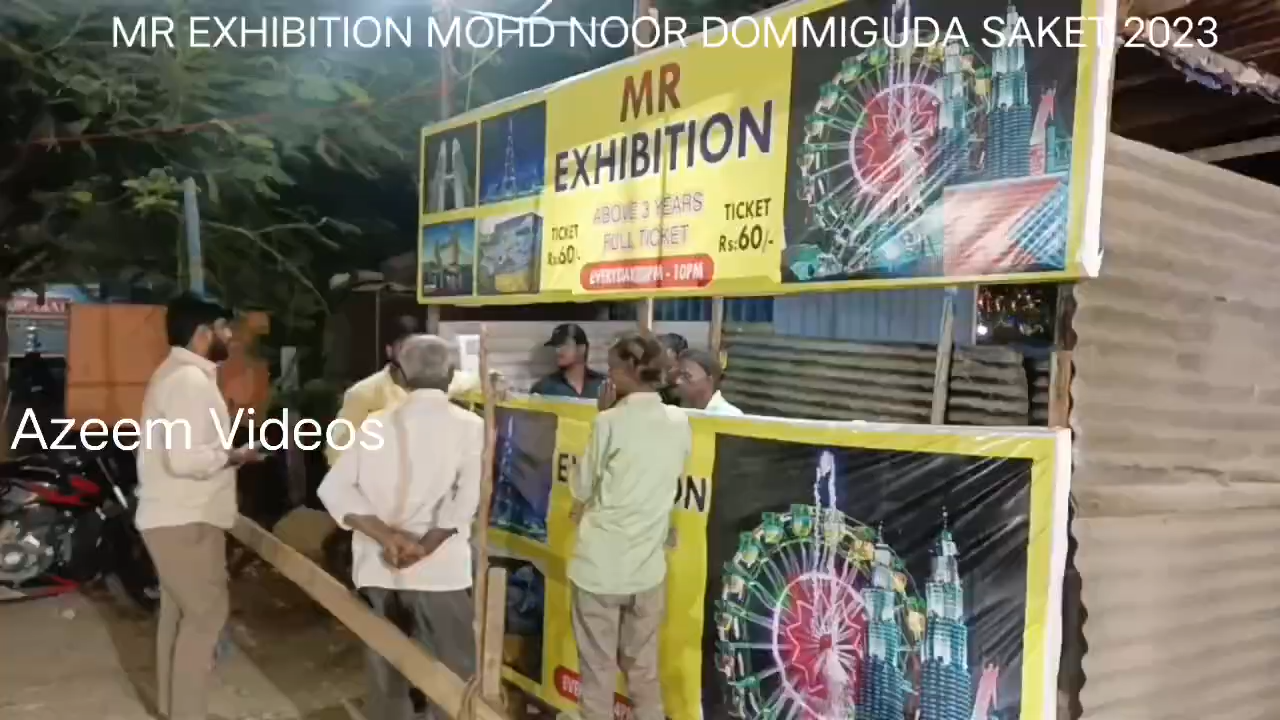 MR EXHIBITION MOHD NOOR DOMMIGUDA SAKET 2023
MR
EXHIBITION
ABOVE 3 YEARS
FULL TICKET
TICKET
Rs:60/-
TICKET
Rs:60/-
- 10PM
Azeem Videos